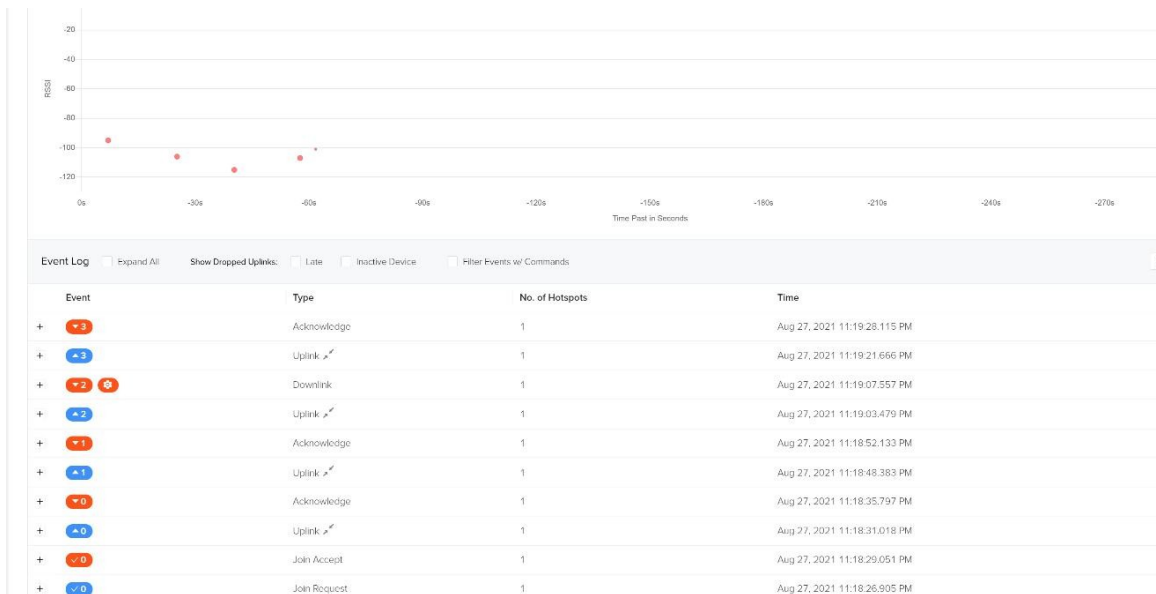 -20
-40
RSSI
-60
-80
-100
-120
0s -30s -60s -90s -120s -150s -180s -210s -240s -270s
Time Past in Seconds
Event Log Expand All Show Dropped Uplinks: Late Inactive Device Filter Events w/ Commands
Event Type No. of Hotspots Time
+ 3 Acknowledge 1 Aug 27, 2021 11:19:28.115 PM
+ 3 Uplink 1 Aug 27, 2021 11:19:21.666 PM
+ 2 Downlink 1 Aug 27, 2021 11:19:07.557 PM
+ 2 Uplink 1 Aug 27, 2021 11:19:03.479 PM
+ 1 Acknowledge 1 Aug 27, 2021 11:18:52.133 PM
+ 1 Uplink 1 Aug 27, 2021 11:18:48.383 PM
+ 0 Acknowledge 1 Aug 27, 2021 11:18:35.797 PM
+ 0 Uplink 1 Aug 27, 2021 11:18:31.018 PM
+ 0 Join Accept 1 Aug 27, 2021 11:18:29.051 PM
+ 0 Join Request 1 Aug 27, 2021 11:18:26.905 PM